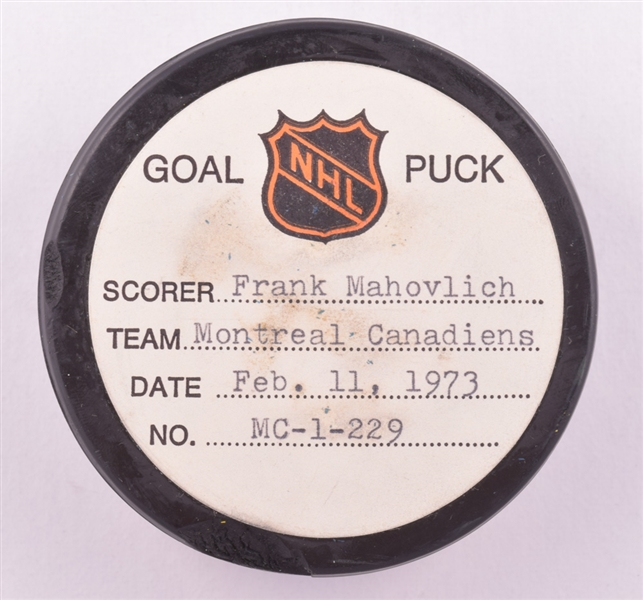 GOAL NHL PUCK
SCORER Frank Mahovlich
TEAM Montreal Canadiens
DATE Feb. 11, 1973
NO. MC-1-229